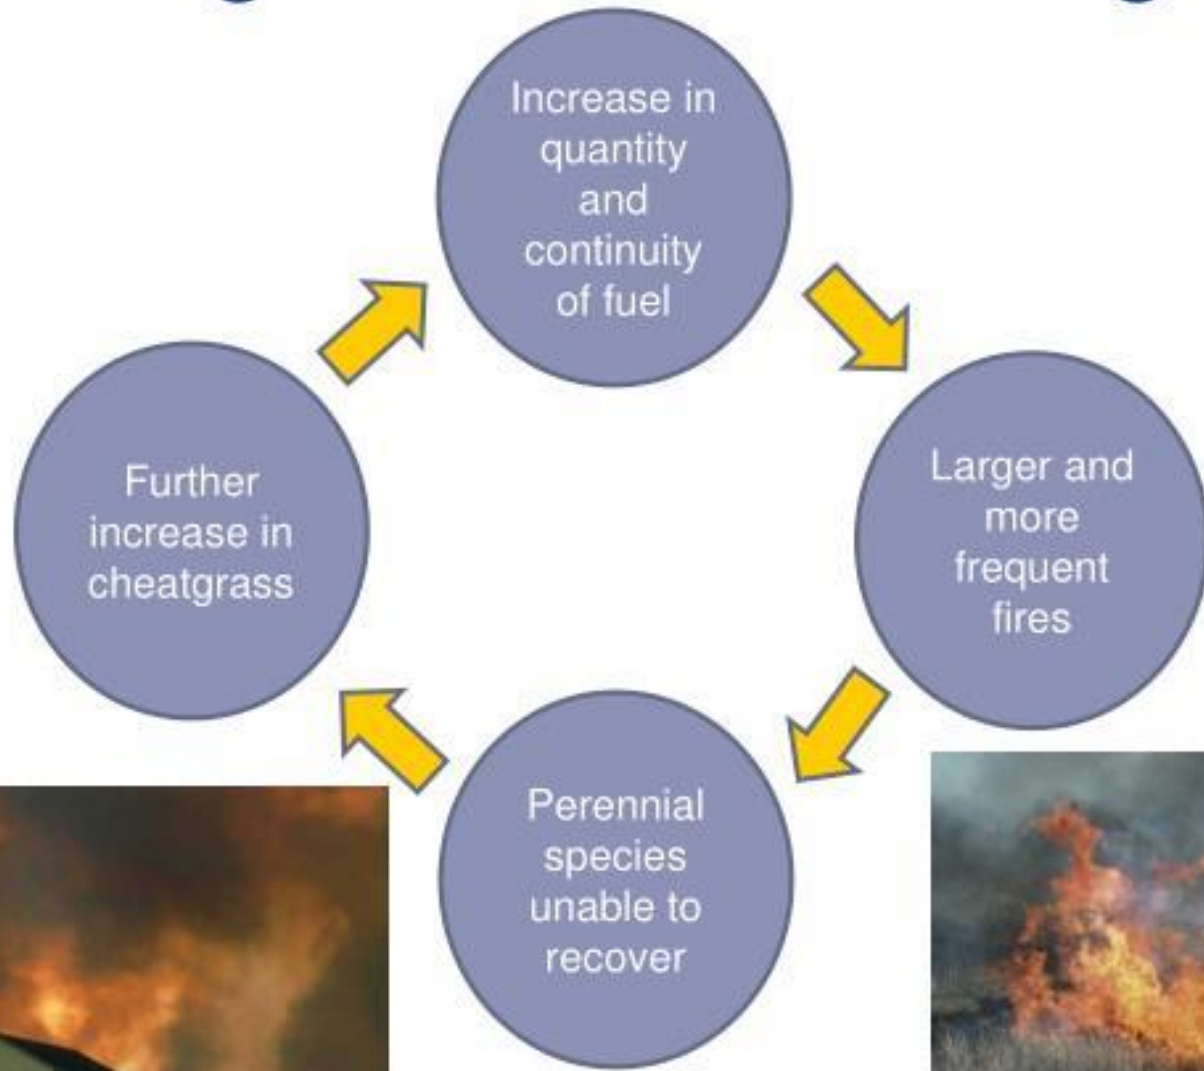 Increase in
quantity
and
continuity
of fuel
Larger and
more
frequent
fires
Perennial
species
unable to
recover
Further
increase in
cheatgrass